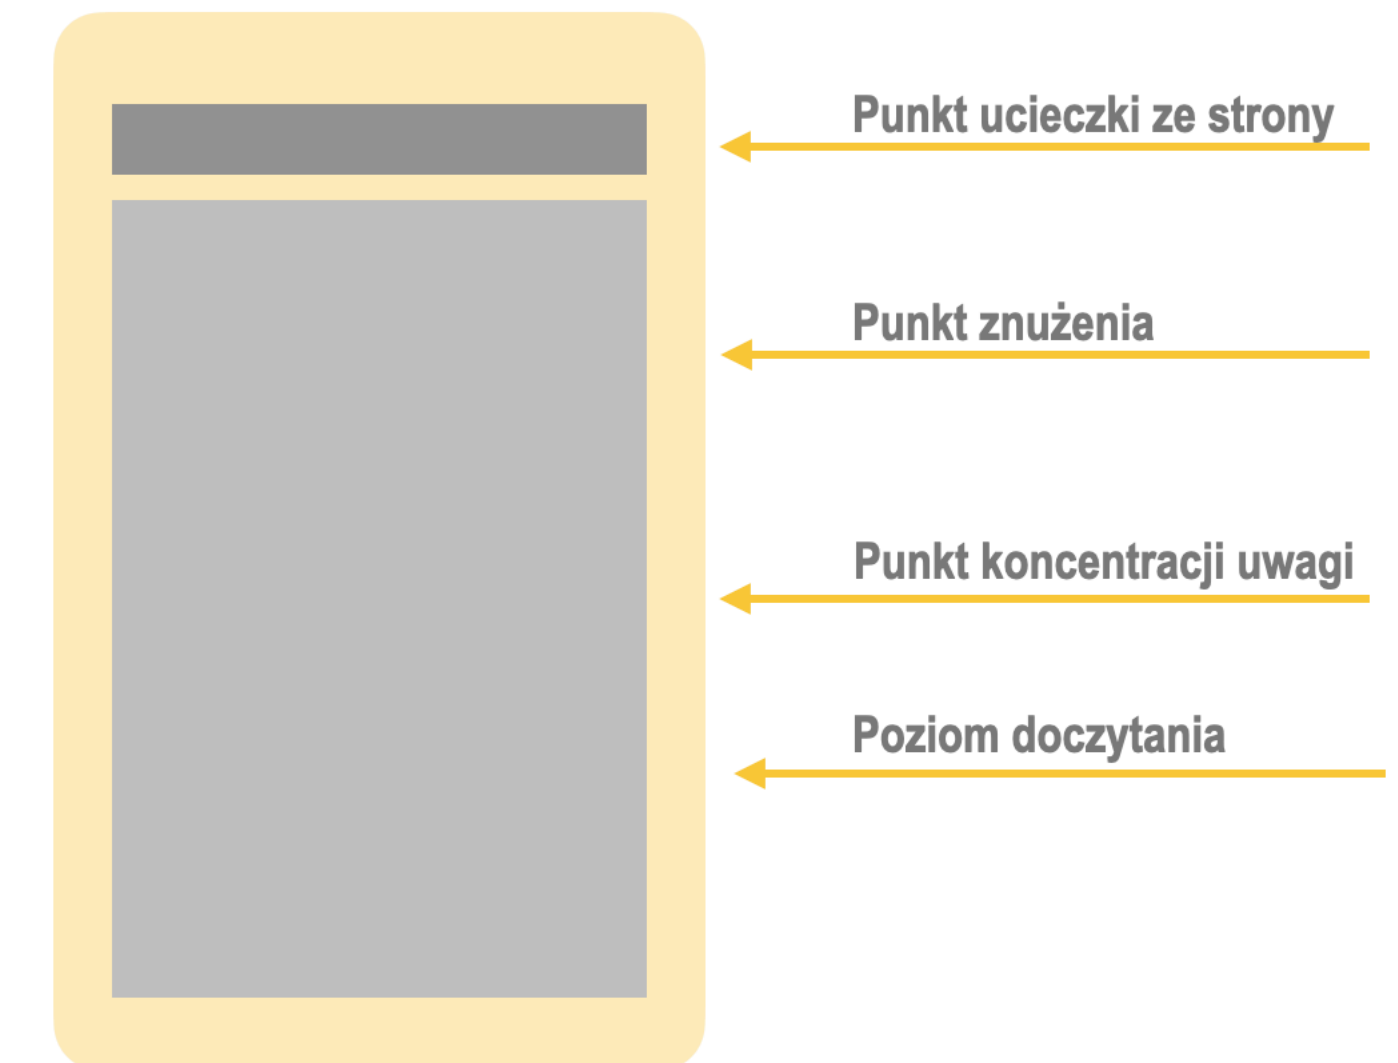 Punkt ucieczki ze strony
Punkt znużenia
Punkt koncentracji uwagi
Poziom doczytania